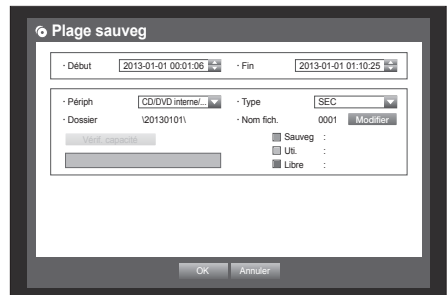 Plage sauveg
· Début 2013-01-01 00:01:06 · Fin 2013-01-01 01:10:25
· Périph CD/DVD interne/... · Type SEC
· Dossier \20130101\ · Nom fich. 0001 Modifier
Vérif. capacité
Sauveg :
Uti. :
Libre :
OK Annuler